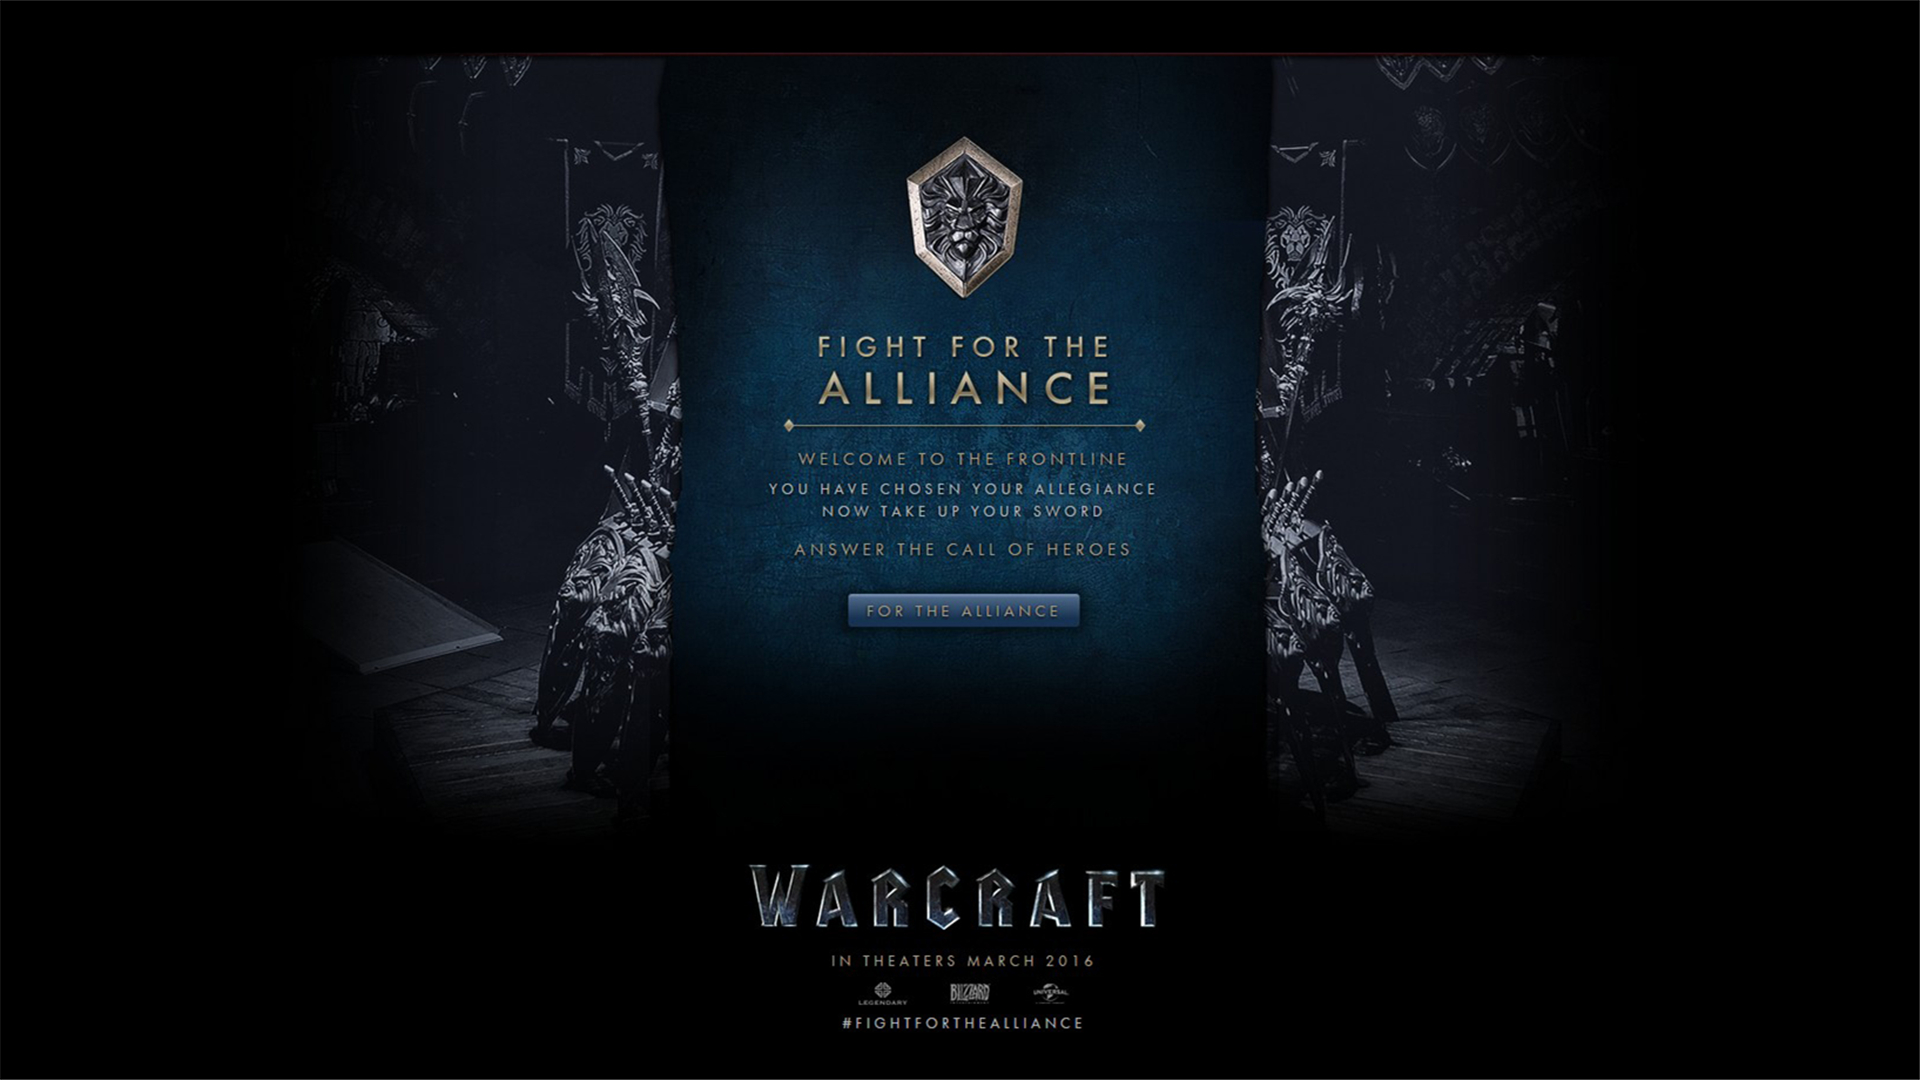 FIGHT FOR THE
ALLIANCE
WELCOME TO THE FRONTLINE
YOU HAVE CHOSEN YOUR ALLEGIANCE
NOW TAKE UP YOUR SWORD
ANSWER THE CALL OF HEROES
FOR THE ALLIANCE
WARCRAFT
IN THEATERS MARCH 2016
LEGENDARY BLIZZARD UNIVERSAL
#FIGHTFORTHEALLIANCE